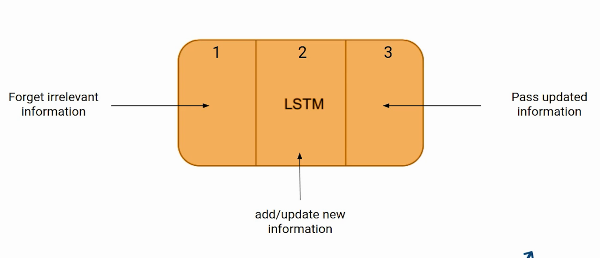 1 2 3
LSTM
Forget irrelevant
information
Pass updated
information
add/update new
information